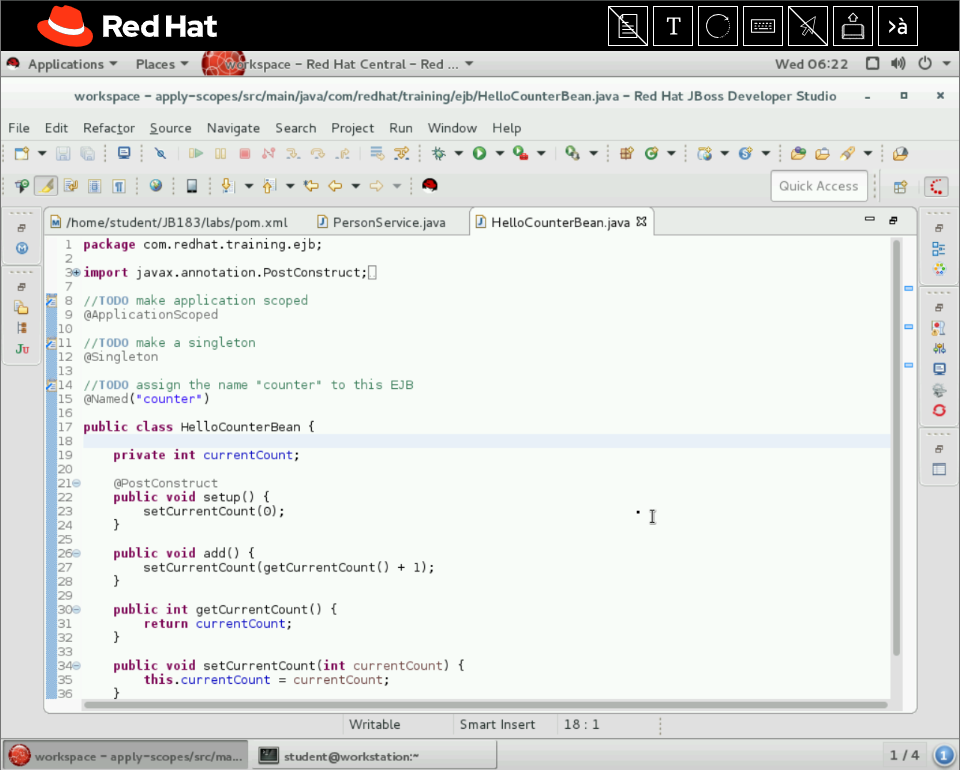 Red Hat
T
>à
Applications Places workspace – Red Hat Central – Red ... Wed 06:22
workspace – apply–scopes/src/main/java/com/redhat/training/ejb/HelloCounterBean.java – Red Hat JBoss Developer Studio
File Edit Refactor Source Navigate Search Project Run Window Help
Quick Access
/home/student/JB183/labs/pom.xml PersonService.java HelloCounterBean.java
1 package com.redhat.training.ejb;
2
3 import javax.annotation.PostConstruct;
7
8 //TODO make application scoped
9 @ApplicationScoped
10
11 //TODO make a singleton
12 @Singleton
13
14 //TODO assign the name "counter" to this EJB
15 @Named("counter")
16
17 public class HelloCounterBean {
18
19 private int currentCount;
20
21 @PostConstruct
22 public void setup() {
23 setCurrentCount(0);
24 }
25
26 public void add() {
27 setCurrentCount(getCurrentCount() + 1);
28 }
29
30 public int getCurrentCount() {
31 return currentCount;
32 }
33
34 public void setCurrentCount(int currentCount) {
35 this.currentCount = currentCount;
36 }
Writable Smart Insert 18 : 1
workspace – apply–scopes/src/ma... student@workstation:~ 1 / 4 1